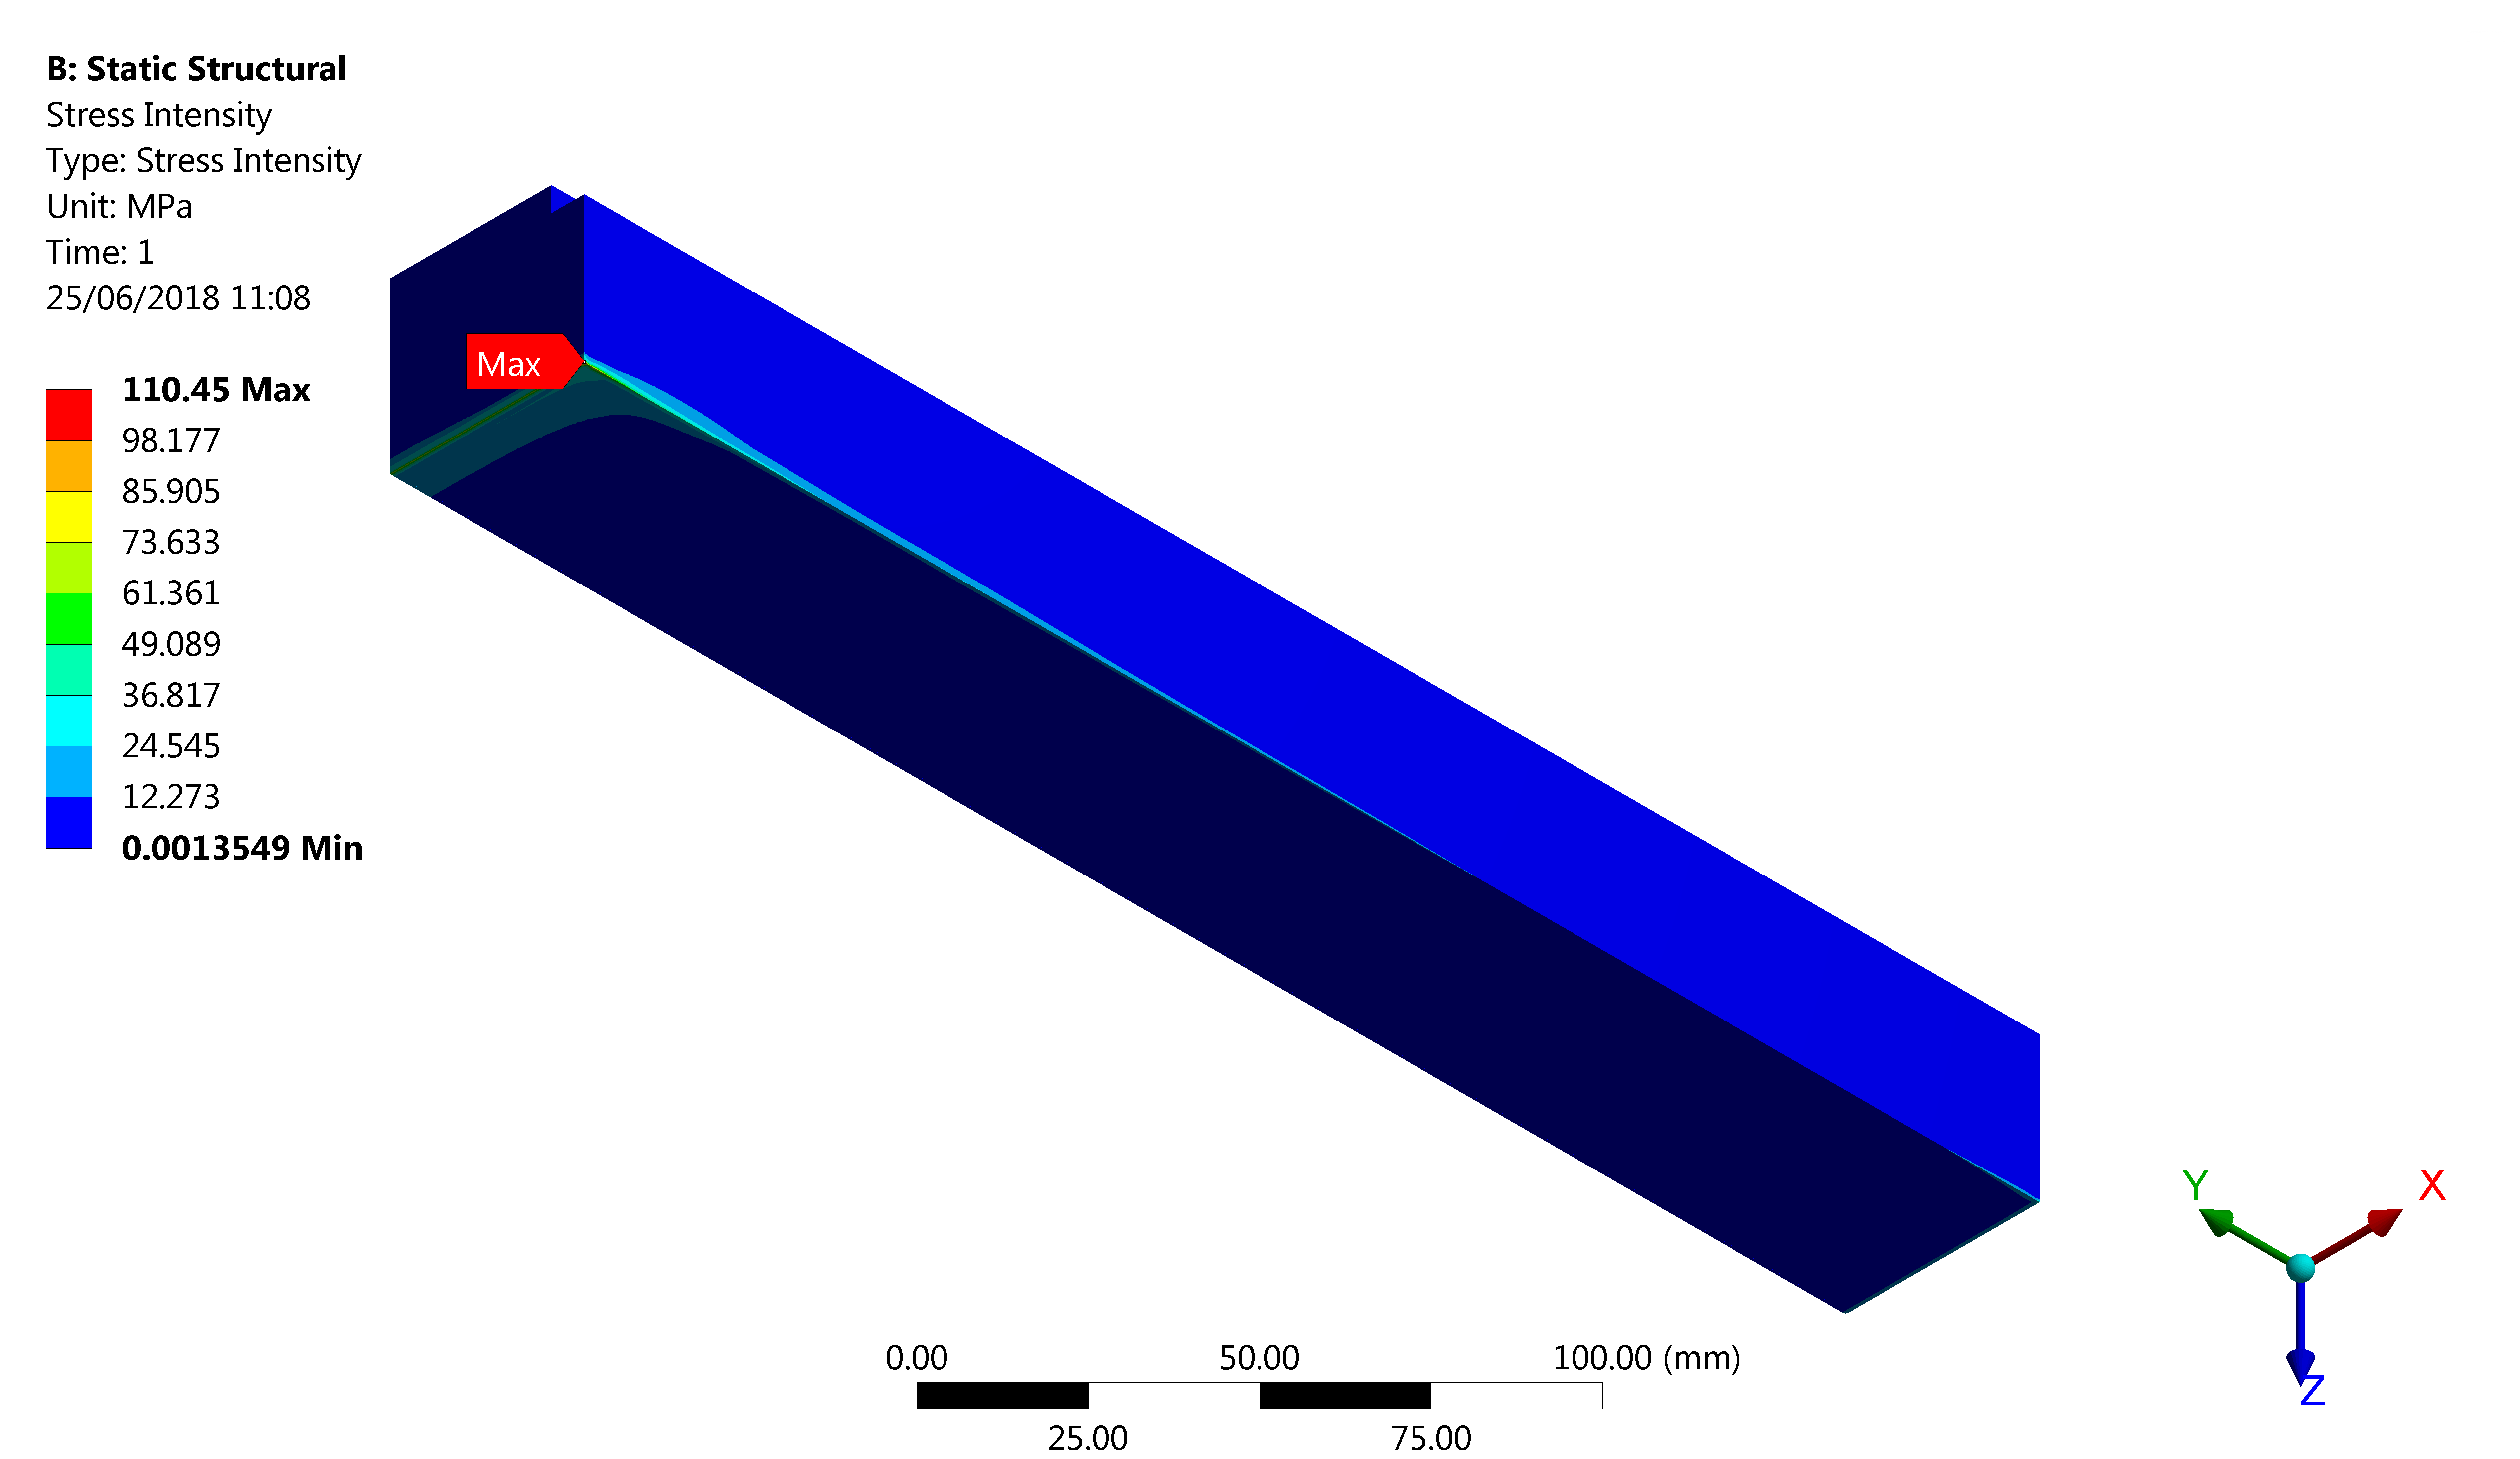 B: Static Structural
Stress Intensity
Type: Stress Intensity
Unit: MPa
Time: 1
25/06/2018 11:08
Max
110.45 Max
98.177
85.905
73.633
61.361
49.089
36.817
24.545
12.273
0.0013549 Min
Y
X
Z
0.00
50.00
100.00 (mm)
25.00
75.00